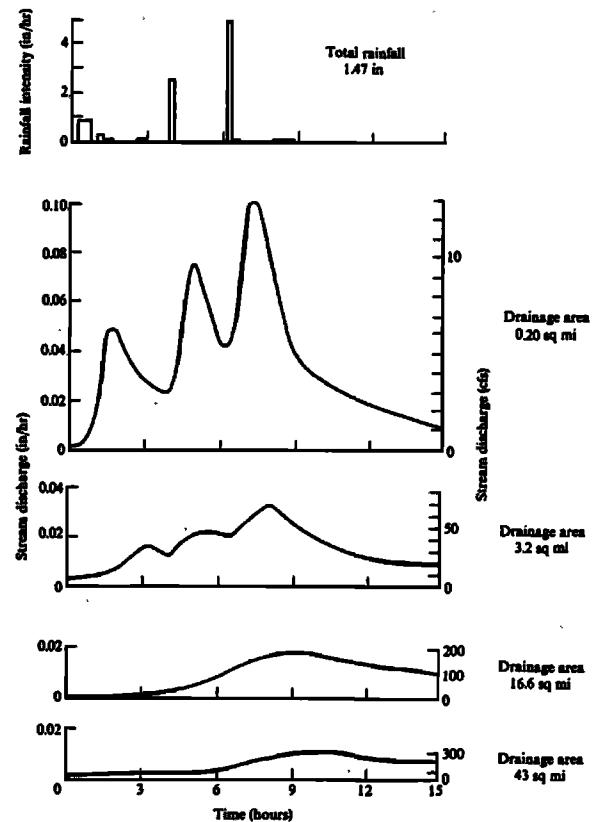 Rainfall intensity (in/hr)
4
2
0
Total rainfall
1.47 in
Stream discharge (in/hr)
Stream discharge (cfs)
0.10
0.08
0.06
0.04
0.02
0
10
0
Drainage area
0.20 sq mi
0.04
0.02
0
50
0
Drainage area
3.2 sq mi
0.02
0
200
100
0
Drainage area
16.6 sq mi
0.02
0
300
0
Drainage area
43 sq mi
3
6
9
12
15
Time (hours)